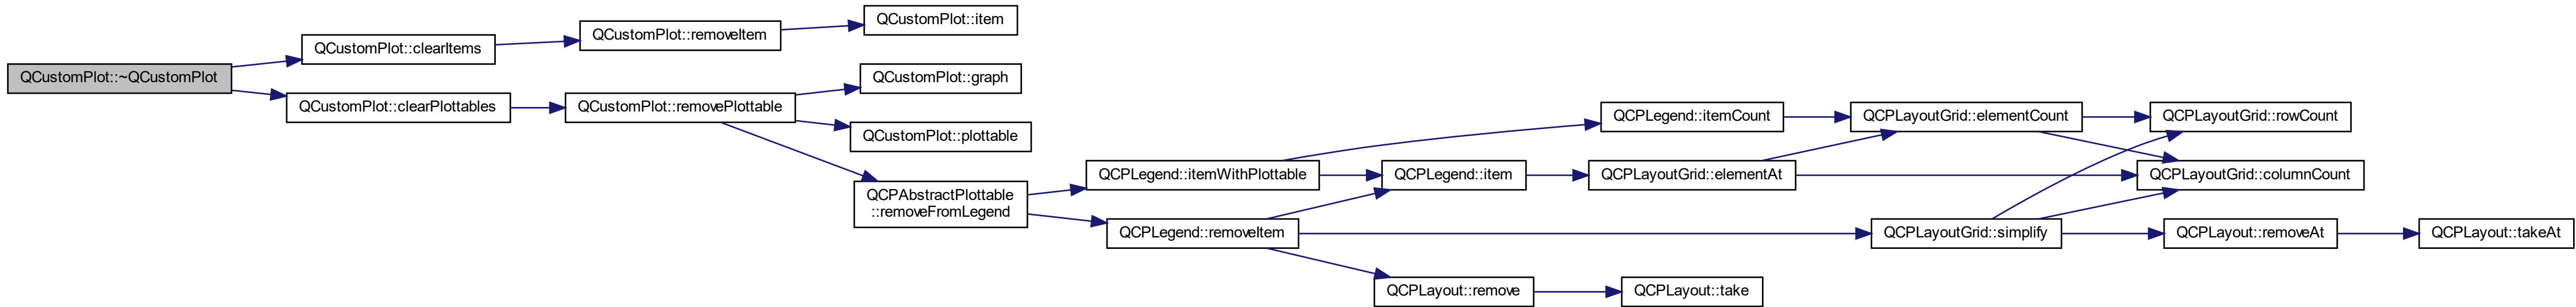 QCustomPlot::~QCustomPlot
QCustomPlot::clearItems
QCustomPlot::removeItem
QCustomPlot::item
QCustomPlot::clearPlottables
QCustomPlot::removePlottable
QCustomPlot::graph
QCustomPlot::plottable
QCPAbstractPlottable
::removeFromLegend
QCPLegend::itemWithPlottable
QCPLegend::removeItem
QCPLegend::itemCount
QCPLegend::item
QCPLayout::remove
QCPLayoutGrid::elementAt
QCPLayout::take
QCPLayoutGrid::elementCount
QCPLayoutGrid::simplify
QCPLayoutGrid::rowCount
QCPLayoutGrid::columnCount
QCPLayout::removeAt
QCPLayout::takeAt